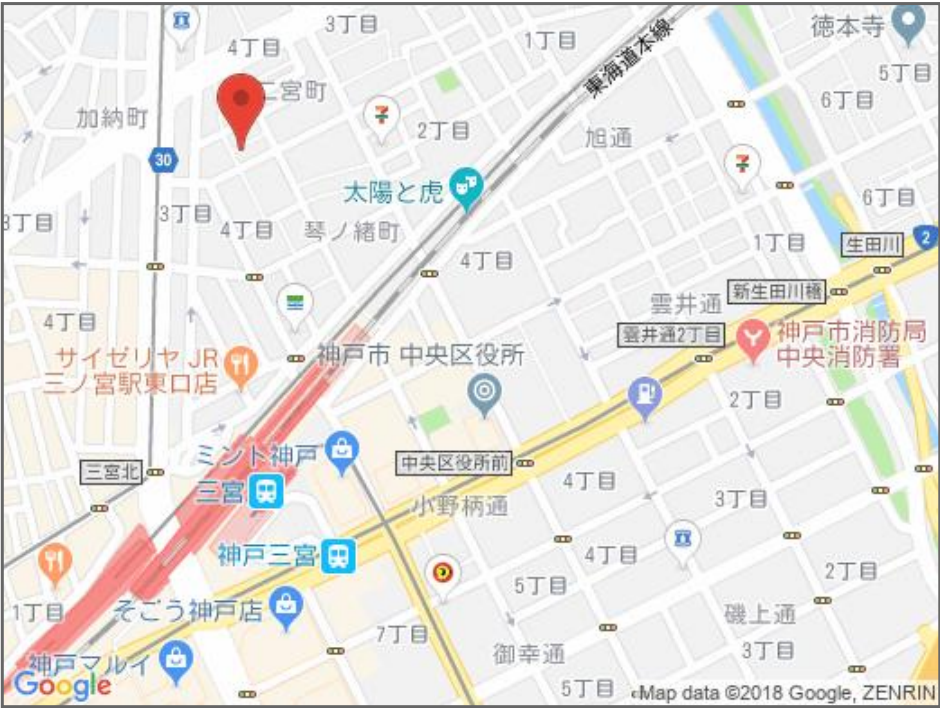 3丁目
4丁目
1丁目
東海道本線
徳本寺
5丁目
二宮町
6丁目
加納町
2丁目
旭通
30
太陽と虎
6丁目
3丁目
3丁目
4丁目
琴ノ緒町
1丁目
生田川
2
4丁目
新生田川橋
雲井通
4丁目
雲井通2丁目
神戸市消防局
中央消防署
サイゼリヤ JR
三ノ宮駅東口店
神戸市 中央区役所
2丁目
ミント神戸
三宮北
中央区役所前
三宮
4丁目
小野柄通
3丁目
神戸三宮
4丁目
2丁目
5丁目
1丁目
そごう神戸店
磯上通
7丁目
御幸通
3丁目
神戸マルイ
Google
5丁目
Map data ©2018 Google, ZENRIN